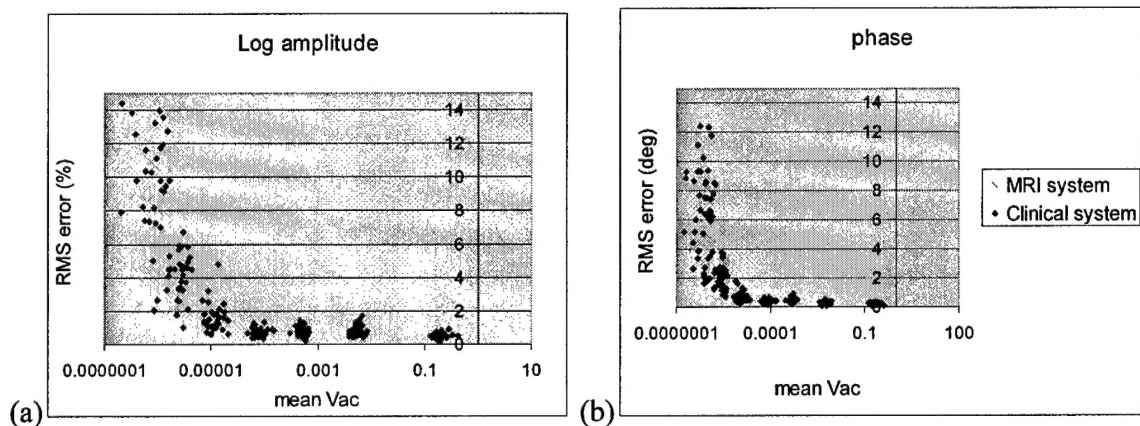 Log amplitude
RMS error (%)
14
12
10
8
6
4
2
0
0.0000001 0.00001 0.001 0.1 10
mean Vac
(a)
phase
RMS error (deg)
14
12
10
8
6
4
2
0.0000001 0.0001 0.1 100
mean Vac
MRI system
Clinical system
(b)